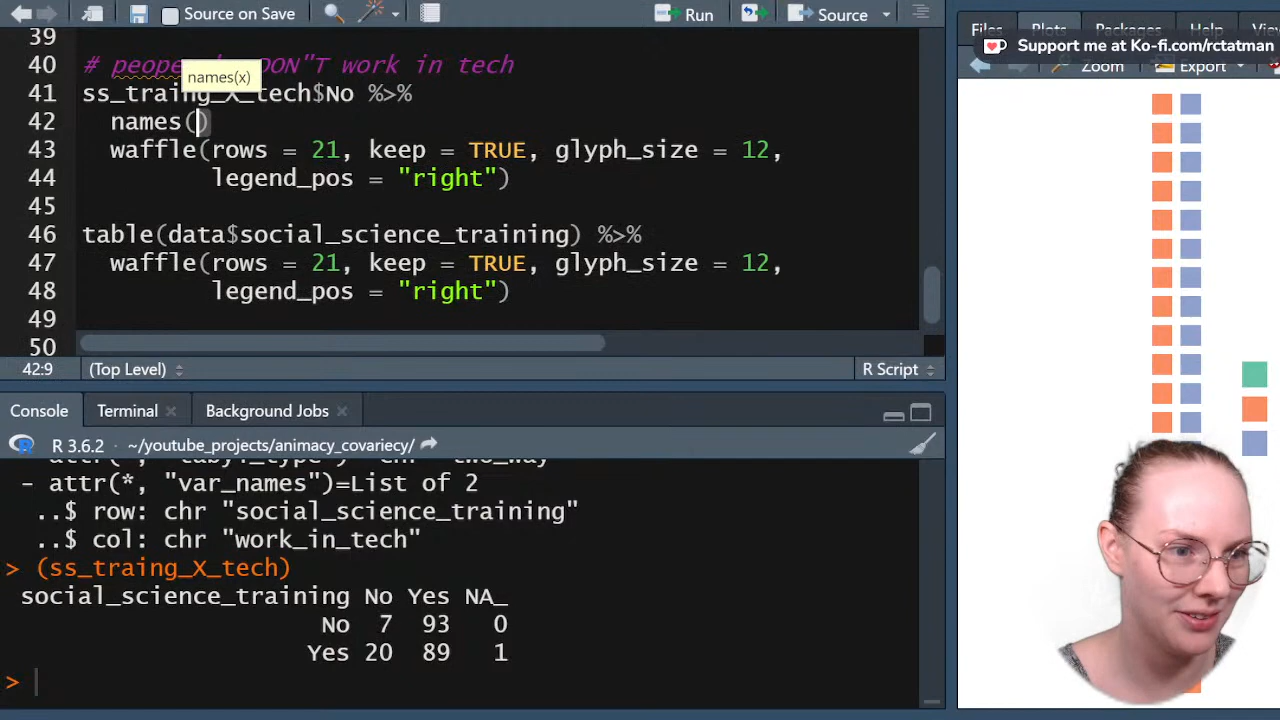 Source on Save
Run
Source
39
40 # peope DON"T work in tech
names(x)
41 ss_traing_X_tech$No %>%
42 names()
43 waffle(rows = 21, keep = TRUE, glyph_size = 12,
44 legend_pos = "right")
45
46 table(data$social_science_training) %>%
47 waffle(rows = 21, keep = TRUE, glyph_size = 12,
48 legend_pos = "right")
49
50
42:9 (Top Level) R Script
Console Terminal Background Jobs
R 3.6.2 · ~/youtube_projects/animacy_covariecy/
- attr(*, "var_names")=List of 2
..$ row: chr "social_science_training"
..$ col: chr "work_in_tech"
> (ss_traing_X_tech)
social_science_training No Yes NA_
No 7 93 0
Yes 20 89 1
>
Files Plots Packages Help
Support me at Ko-fi.com/rctatman
Zoom Export